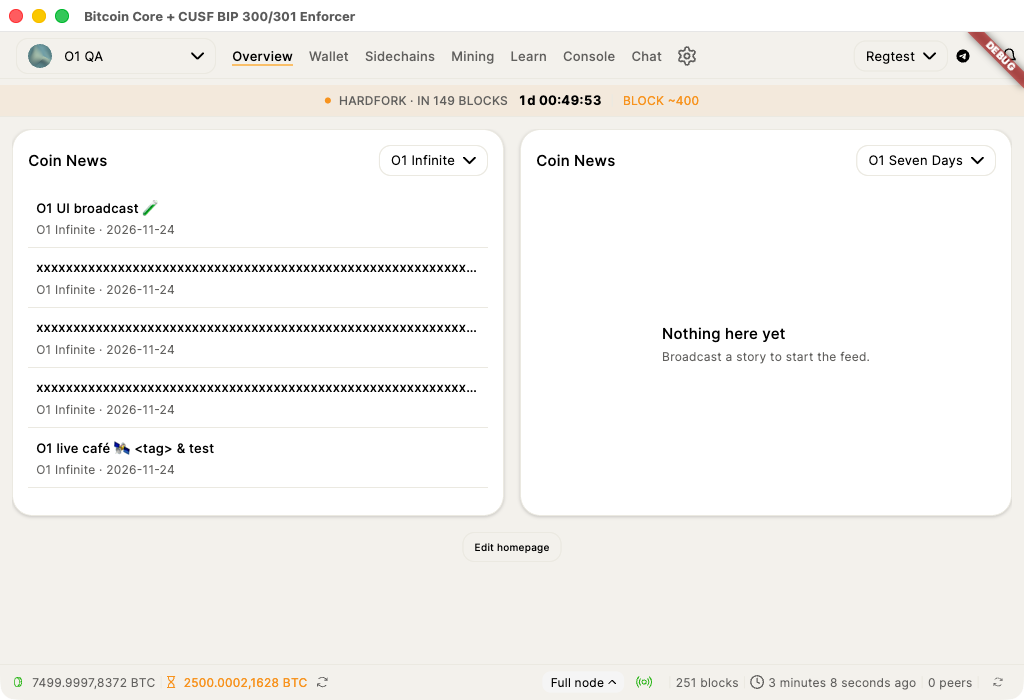 Bitcoin Core + CUSF BIP 300/301 Enforcer
O1 QA Overview Wallet Sidechains Mining Learn Console Chat Regtest DEBUG
HARDFORK · IN 149 BLOCKS 1d 00:49:53 BLOCK ~400
Coin News O1 Infinite
O1 UI broadcast 🧪
O1 Infinite · 2026-11-24
xxxxxxxxxxxxxxxxxxxxxxxxxxxxxxxxxxxxxxxxxxxxxxxxxxxxxxxxxxx...
O1 Infinite · 2026-11-24
xxxxxxxxxxxxxxxxxxxxxxxxxxxxxxxxxxxxxxxxxxxxxxxxxxxxxxxxxxx...
O1 Infinite · 2026-11-24
xxxxxxxxxxxxxxxxxxxxxxxxxxxxxxxxxxxxxxxxxxxxxxxxxxxxxxxxxxx...
O1 Infinite · 2026-11-24
O1 live café 🛰️ <tag> & test
O1 Infinite · 2026-11-24
Coin News O1 Seven Days
Nothing here yet
Broadcast a story to start the feed.
Edit homepage
7499.9997,8372 BTC 2500.0002,1628 BTC Full node 251 blocks 3 minutes 8 seconds ago 0 peers